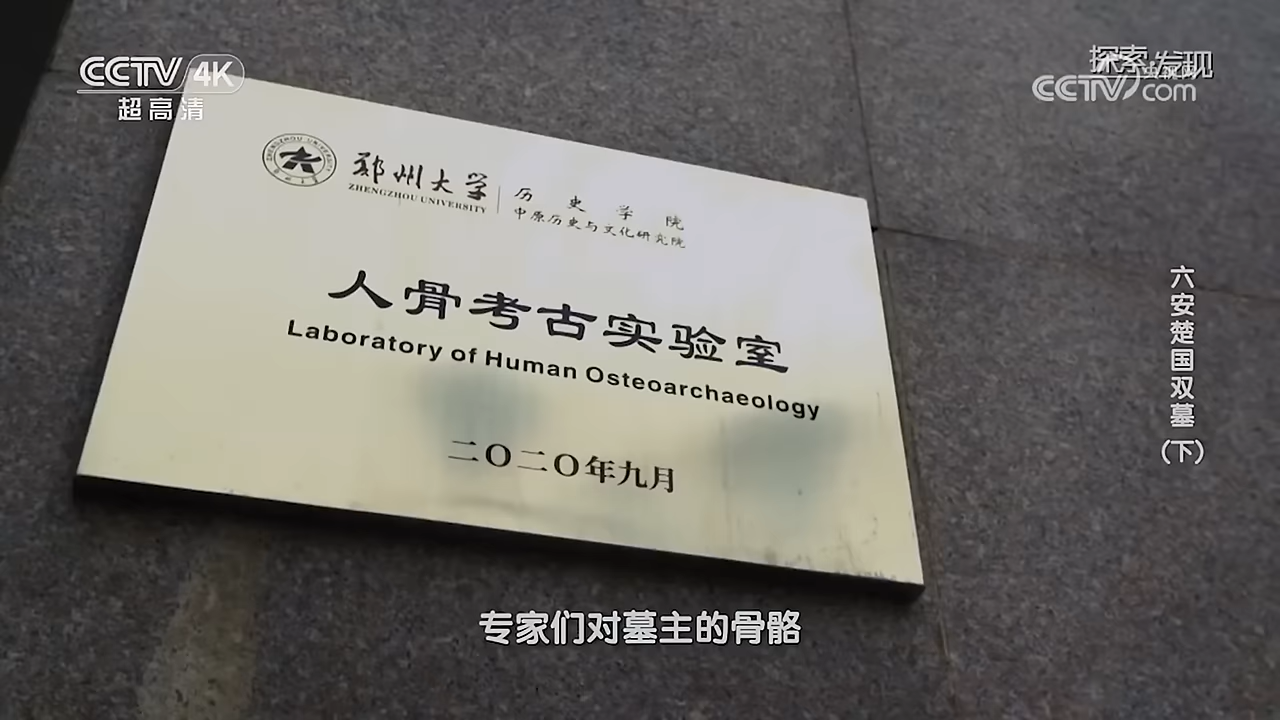 CCTV 4K
超高清
探索·发现
CCTV.com
郑州大学
ZHENGZHOU UNIVERSITY
历史学院
中原历史与文化研究院
人骨考古实验室
Laboratory of Human Osteoarchaeology
二〇二〇年九月
六安楚国双墓(下)
专家们对墓主的骨骼